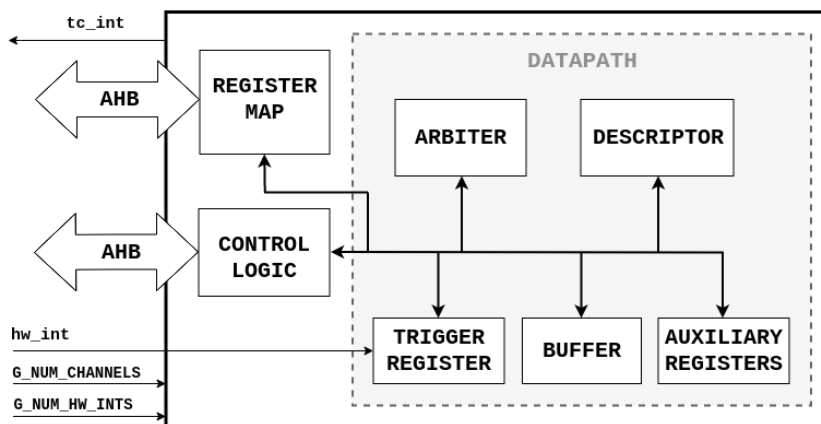 tc_int
AHB
REGISTER
MAP
DATAPATH
ARBITER
DESCRIPTOR
AHB
CONTROL
LOGIC
hw_int
TRIGGER
REGISTER
BUFFER
AUXILIARY
REGISTERS
G_NUM_CHANNELS
G_NUM_HW_INTS